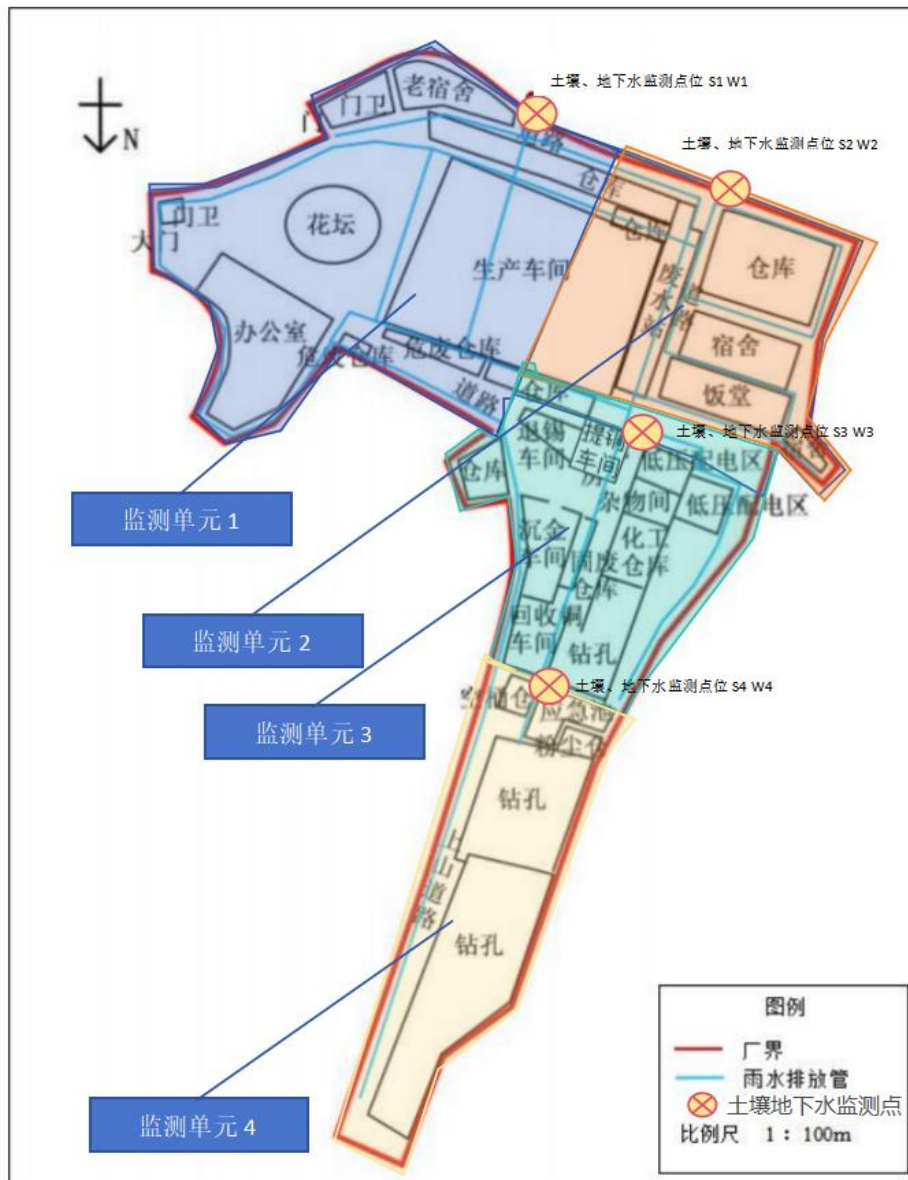 土壤、地下水监测点位 S1 W1
老宿舍
门卫
N
道路
土壤、地下水监测点位 S2 W2
仓库
门卫
大门
花坛
仓库
仓库
生产车间
废水站
道路
办公室
危废仓库
危废仓库
宿舍
饭堂
道路
仓库
土壤、地下水监测点位 S3 W3
退锡
车间
提铜
车间
低压配电区
仓库
杂物间
低压配电区
监测单元 1
沉金
车间
化工
仓库
固废
仓库
监测单元 2
回收铜
车间
钻孔
土壤、地下水监测点位 S4 W4
应急池
粉尘仓
监测单元 3
钻孔
上山道路
钻孔
监测单元 4
图例
厂界
雨水排放管
土壤地下水监测点
比例尺 1：100m